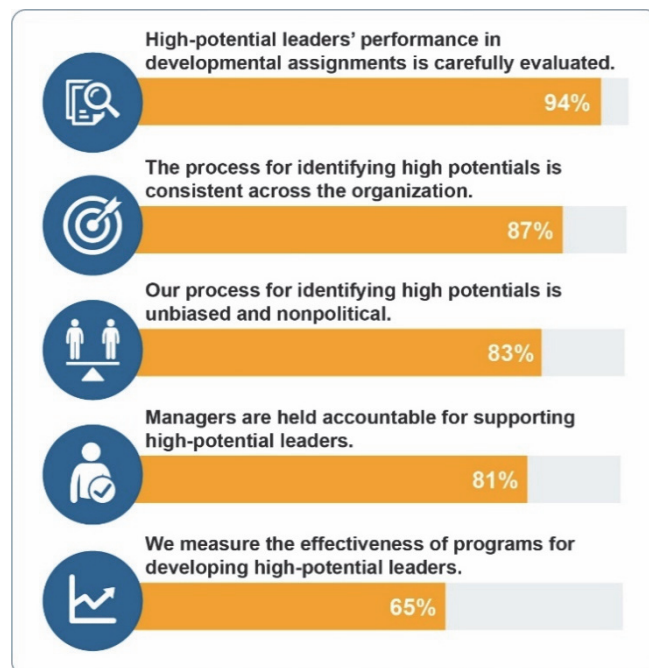 High-potential leaders’ performance in
developmental assignments is carefully evaluated.
94%
The process for identifying high potentials is
consistent across the organization.
87%
Our process for identifying high potentials is
unbiased and nonpolitical.
83%
Managers are held accountable for supporting
high-potential leaders.
81%
We measure the effectiveness of programs for
developing high-potential leaders.
65%